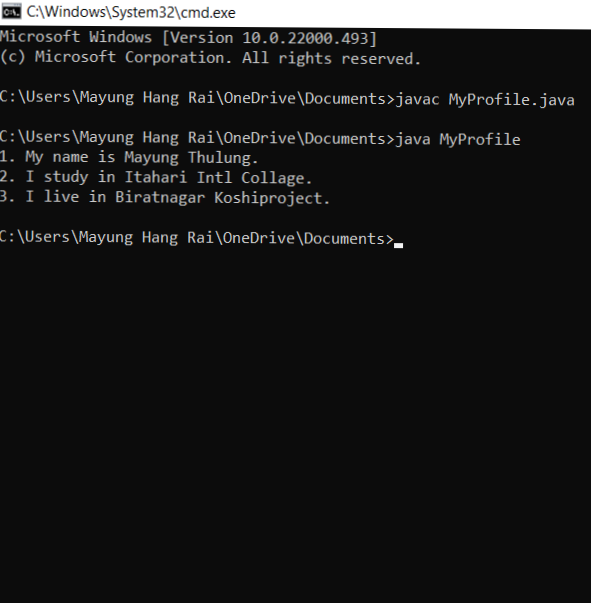 C:\Windows\System32\cmd.exe
Microsoft Windows [Version 10.0.22000.493]
(c) Microsoft Corporation. All rights reserved.
C:\Users\Mayung Hang Rai\OneDrive\Documents>javac MyProfile.java
C:\Users\Mayung Hang Rai\OneDrive\Documents>java MyProfile
1. My name is Mayung Thulung.
2. I study in Itahari Intl Collage.
3. I live in Biratnagar Koshiproject.
C:\Users\Mayung Hang Rai\OneDrive\Documents>